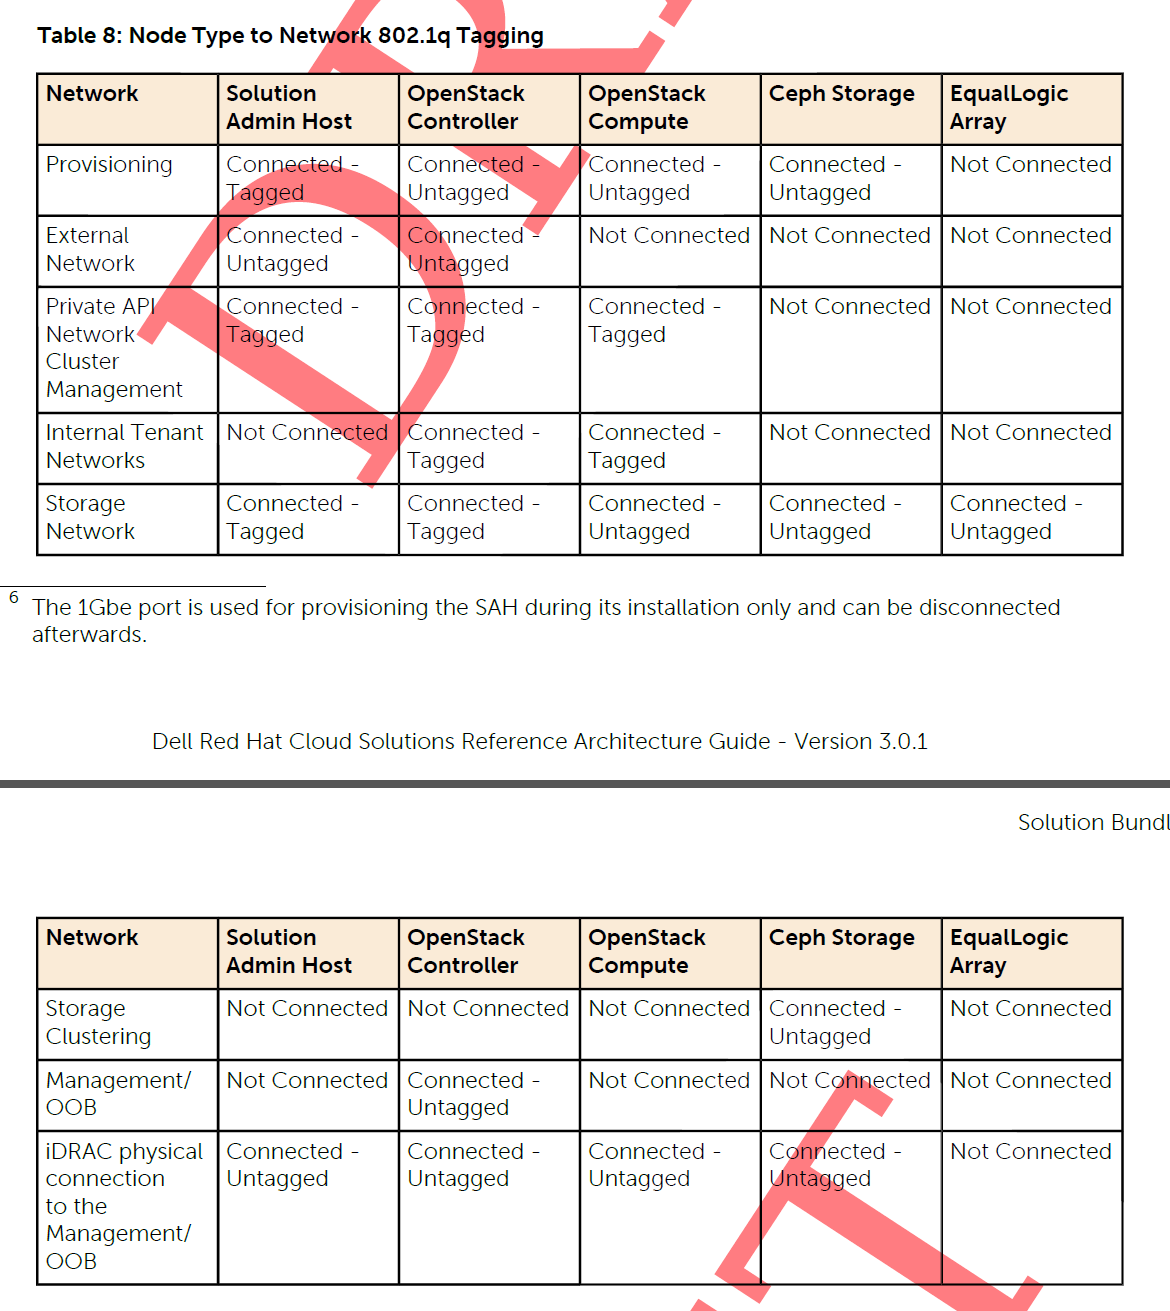 Table 8: Node Type to Network 802.1q Tagging
Network Solution Admin Host OpenStack Controller OpenStack Compute Ceph Storage EqualLogic Array
Provisioning Connected - Tagged Connected - Untagged Connected - Untagged Connected - Untagged Not Connected
External Network Connected - Untagged Connected - Untagged Not Connected Not Connected Not Connected
Private API Network Cluster Management Connected - Tagged Connected - Tagged Connected - Tagged Not Connected Not Connected
Internal Tenant Networks Not Connected Connected - Tagged Connected - Tagged Not Connected Not Connected
Storage Network Connected - Tagged Connected - Tagged Connected - Untagged Connected - Untagged Connected - Untagged
6 The 1Gbe port is used for provisioning the SAH during its installation only and can be disconnected
afterwards.
Dell Red Hat Cloud Solutions Reference Architecture Guide - Version 3.0.1
Solution Bundl
Network Solution Admin Host OpenStack Controller OpenStack Compute Ceph Storage EqualLogic Array
Storage Clustering Not Connected Not Connected Not Connected Connected - Untagged Not Connected
Management/ OOB Not Connected Connected - Untagged Not Connected Not Connected Not Connected
iDRAC physical connection to the Management/ OOB Connected - Untagged Connected - Untagged Connected - Untagged Connected - Untagged Not Connected
DR
T